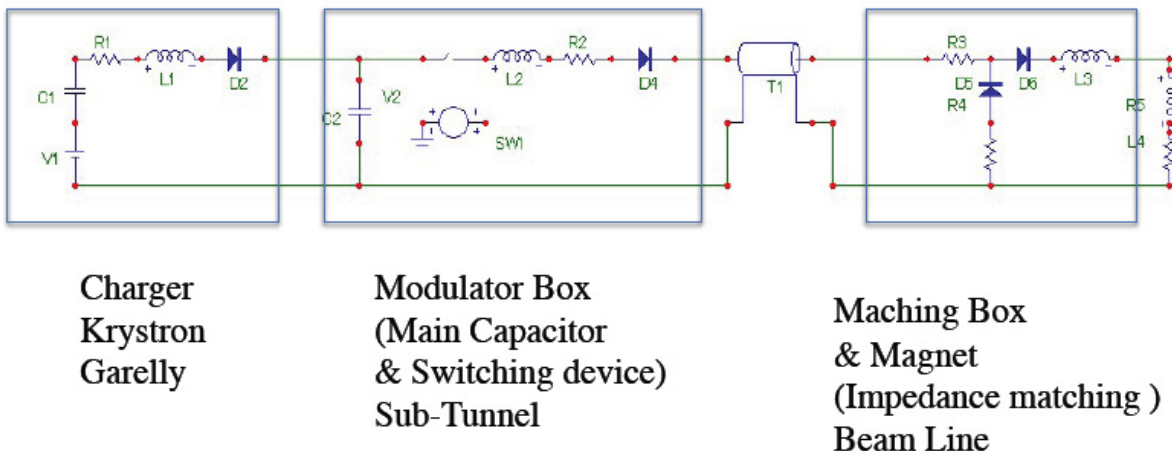 R1
L1
D2
C1
V1
V2
C2
L2
R2
D4
SW1
T1
R3
D5
R4
D6
L3
R5
L4
Charger
Krystron
Garelly
Modulator Box
(Main Capacitor
& Switching device)
Sub-Tunnel
Maching Box
& Magnet
(Impedance matching )
Beam Line